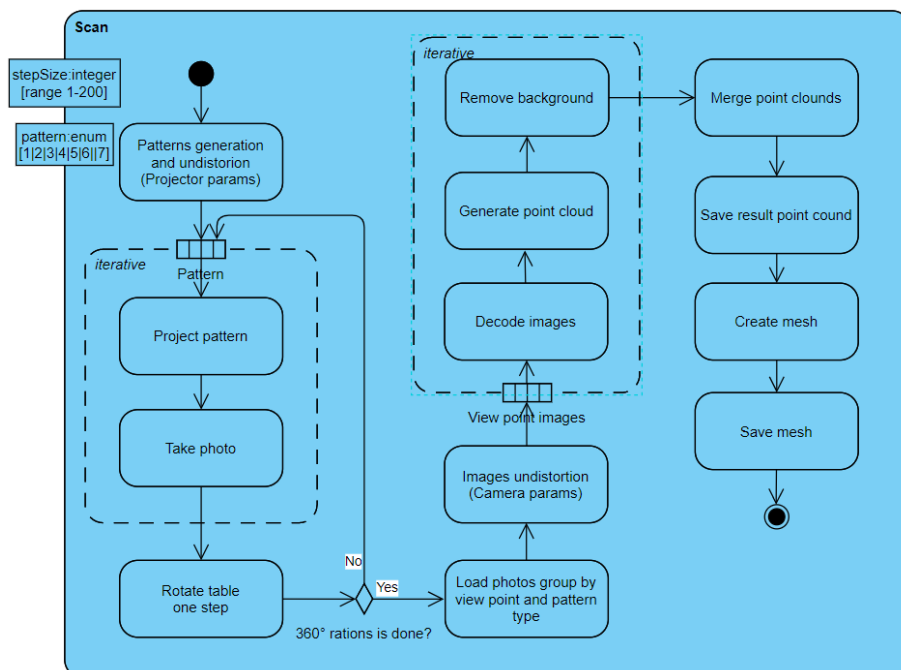 Scan
stepSize:integer
[range 1-200]
pattern:enum
[1|2|3|4|5|6||7]
Patterns generation
and undistorion
(Projector params)
iterative
Pattern
Project pattern
Take photo
Rotate table
one step
No
Yes
360° rations is done?
Load photos group by
view point and pattern
type
Images undistortion
(Camera params)
View point images
iterative
Decode images
Generate point cloud
Remove background
Merge point clounds
Save result point cound
Create mesh
Save mesh